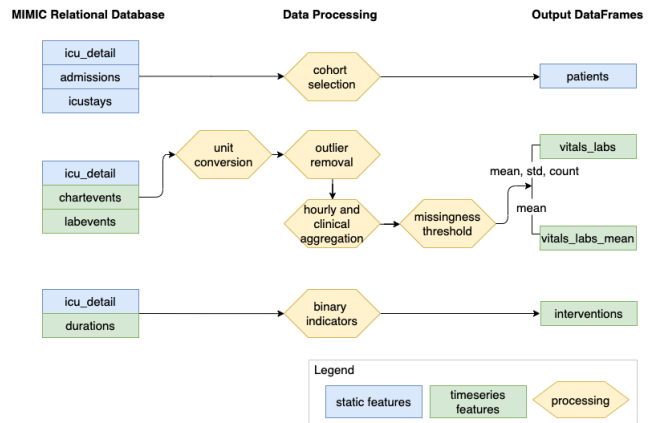 MIMIC Relational Database
Data Processing
Output DataFrames
icu_detail
admissions
icustays
cohort
selection
patients
icu_detail
chartevents
labevents
unit
conversion
outlier
removal
hourly and
clinical
aggregation
missingness
threshold
vitals_labs
mean, std, count
mean
vitals_labs_mean
icu_detail
durations
binary
indicators
interventions
Legend
static features
timeseries
features
processing